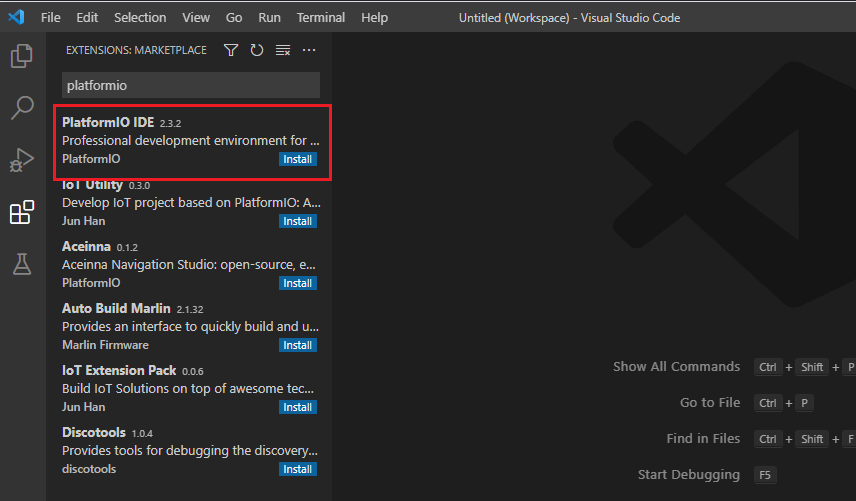 File Edit Selection View Go Run Terminal Help Untitled (Workspace) - Visual Studio Code
EXTENSIONS: MARKETPLACE
platformio
PlatformIO IDE 2.3.2
Professional development environment for ...
PlatformIO Install
IoT Utility 0.3.0
Develop IoT project based on PlatformIO: A...
Jun Han Install
Aceinna 0.1.2
Aceinna Navigation Studio: open-source, e...
PlatformIO Install
Auto Build Marlin 2.1.32
Provides an interface to quickly build and u...
Marlin Firmware Install
IoT Extension Pack 0.0.6
Build IoT Solutions on top of awesome tec...
Jun Han Install
Discotools 1.0.4
Provides tools for debugging the discovery...
discotools Install
Show All Commands Ctrl + Shift + P
Go to File Ctrl + P
Find in Files Ctrl + Shift + F
Start Debugging F5